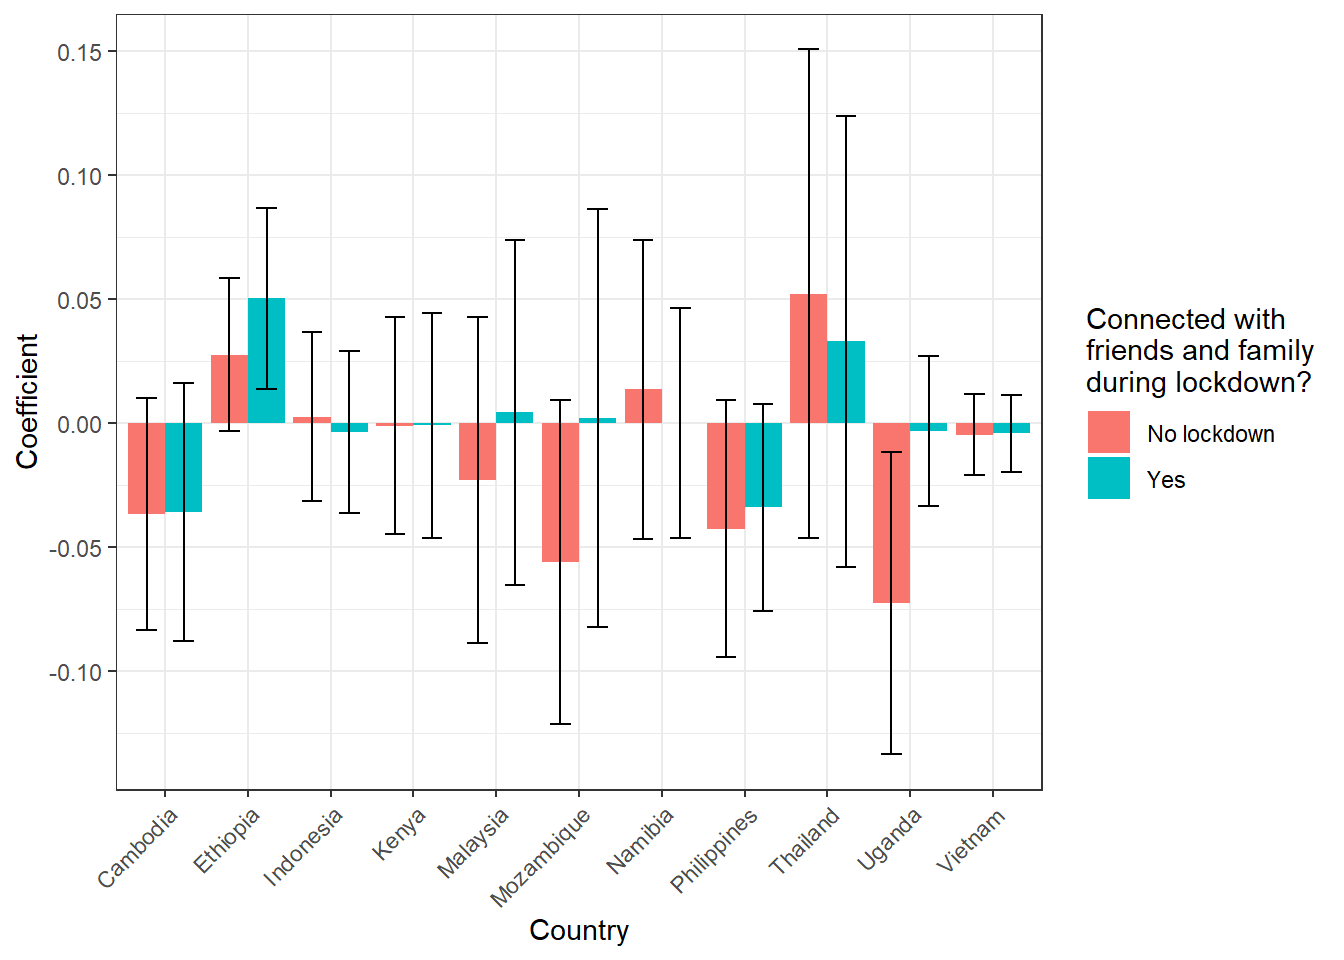 0.15
0.10
0.05
0.00
-0.05
-0.10
Coefficient
Cambodia
Ethiopia
Indonesia
Kenya
Malaysia
Mozambique
Namibia
Philippines
Thailand
Uganda
Vietnam
Country
Connected with
friends and family
during lockdown?
No lockdown
Yes